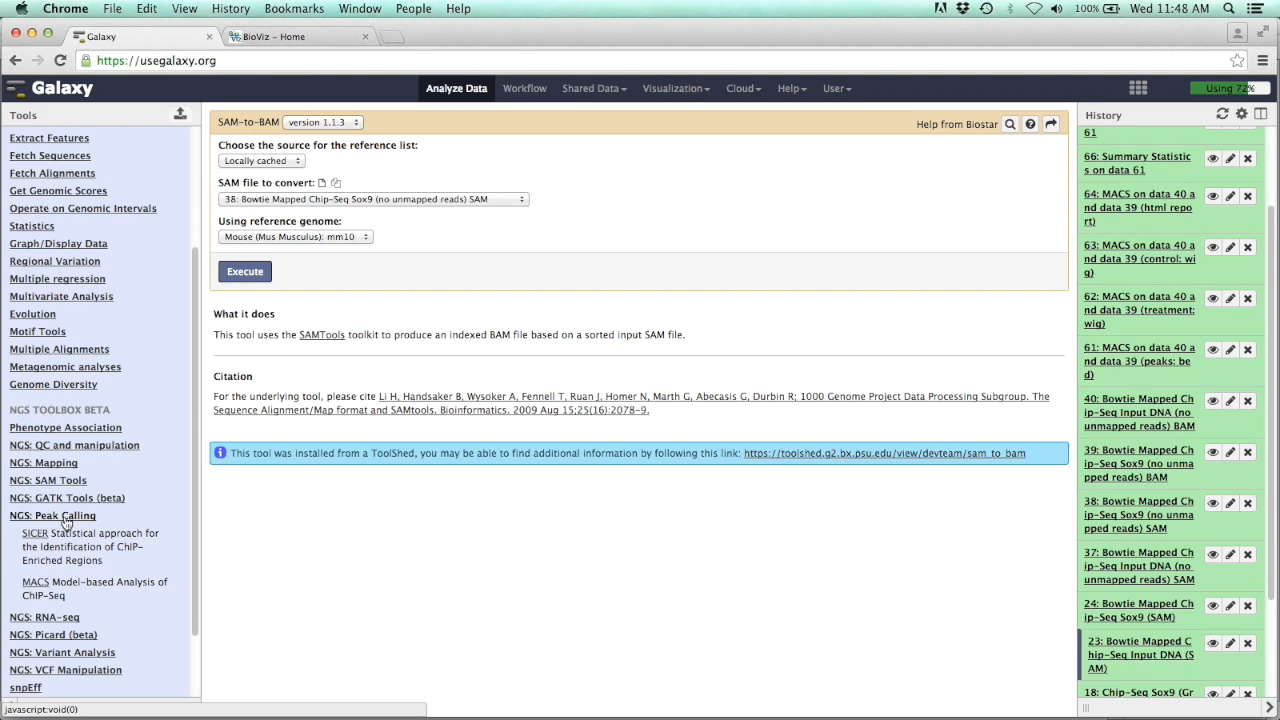 Chrome File Edit View History Bookmarks Window People Help 100% Wed 11:48 AM
Galaxy BioViz - Home
https://usegalaxy.org
Galaxy Analyze Data Workflow Shared Data Visualization Cloud Help User Using 72%
Tools
Extract Features
Fetch Sequences
Fetch Alignments
Get Genomic Scores
Operate on Genomic Intervals
Statistics
Graph/Display Data
Regional Variation
Multiple regression
Multivariate Analysis
Evolution
Motif Tools
Multiple Alignments
Metagenomic analyses
Genome Diversity
NGS TOOLBOX BETA
Phenotype Association
NGS: QC and manipulation
NGS: Mapping
NGS: SAM Tools
NGS: GATK Tools (beta)
NGS: Peak Calling
SICER Statistical approach for
the Identification of ChIP-
Enriched Regions
MACS Model-based Analysis of
ChIP-Seq
NGS: RNA-seq
NGS: Picard (beta)
NGS: Variant Analysis
NGS: VCF Manipulation
snpEff
javascript:void(0)
SAM-to-BAM version 1.1.3
Help from Biostar
Choose the source for the reference list:
Locally cached
SAM file to convert:
38: Bowtie Mapped Chip-Seq Sox9 (no unmapped reads) SAM
Using reference genome:
Mouse (Mus Musculus): mm10
Execute
What it does
This tool uses the SAMTools toolkit to produce an indexed BAM file based on a sorted input SAM file.
Citation
For the underlying tool, please cite Li H, Handsaker B, Wysoker A, Fennell T, Ruan J, Homer N, Marth G, Abecasis G, Durbin R; 1000 Genome Project Data Processing Subgroup. The
Sequence Alignment/Map format and SAMtools. Bioinformatics. 2009 Aug 15;25(16):2078-9.
This tool was installed from a ToolShed, you may be able to find additional information by following this link: https://toolshed.g2.bx.psu.edu/view/devteam/sam_to_bam
History
61
66: Summary Statistic
s on data 61
64: MACS on data 40 a
nd data 39 (html repo
rt)
63: MACS on data 40 a
nd data 39 (control: wi
g)
62: MACS on data 40 a
nd data 39 (treatment:
wig)
61: MACS on data 40 a
nd data 39 (peaks: be
d)
40: Bowtie Mapped Ch
ip-Seq Input DNA (no
unmapped reads) BAM
39: Bowtie Mapped Ch
ip-Seq Sox9 (no unma
pped reads) BAM
38: Bowtie Mapped Ch
ip-Seq Sox9 (no unma
pped reads) SAM
37: Bowtie Mapped Ch
ip-Seq Input DNA (no
unmapped reads) SAM
24: Bowtie Mapped Ch
ip-Seq Sox9 (SAM)
23: Bowtie Mapped C
hip-Seq Input DNA (S
AM)
18: Chip-Seq Sox9 (Gr